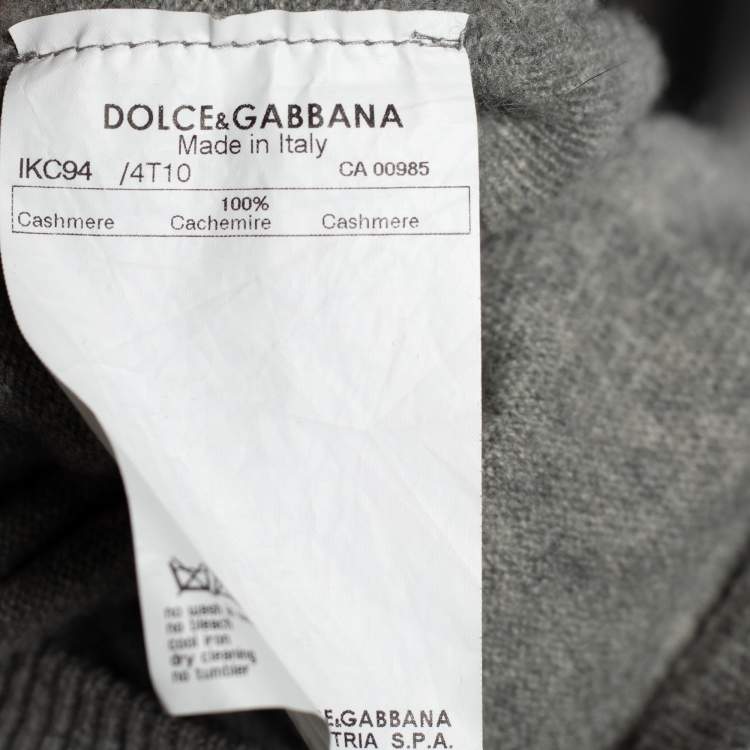 DOLCE&GABBANA
Made in Italy
IKC94 /4T10 CA 00985
100%
Cashmere Cachemire Cashmere
no wash
no bleach
cool iron
dry cleaning
no tumbler
E&GABBANA
TRIA S.P.A.